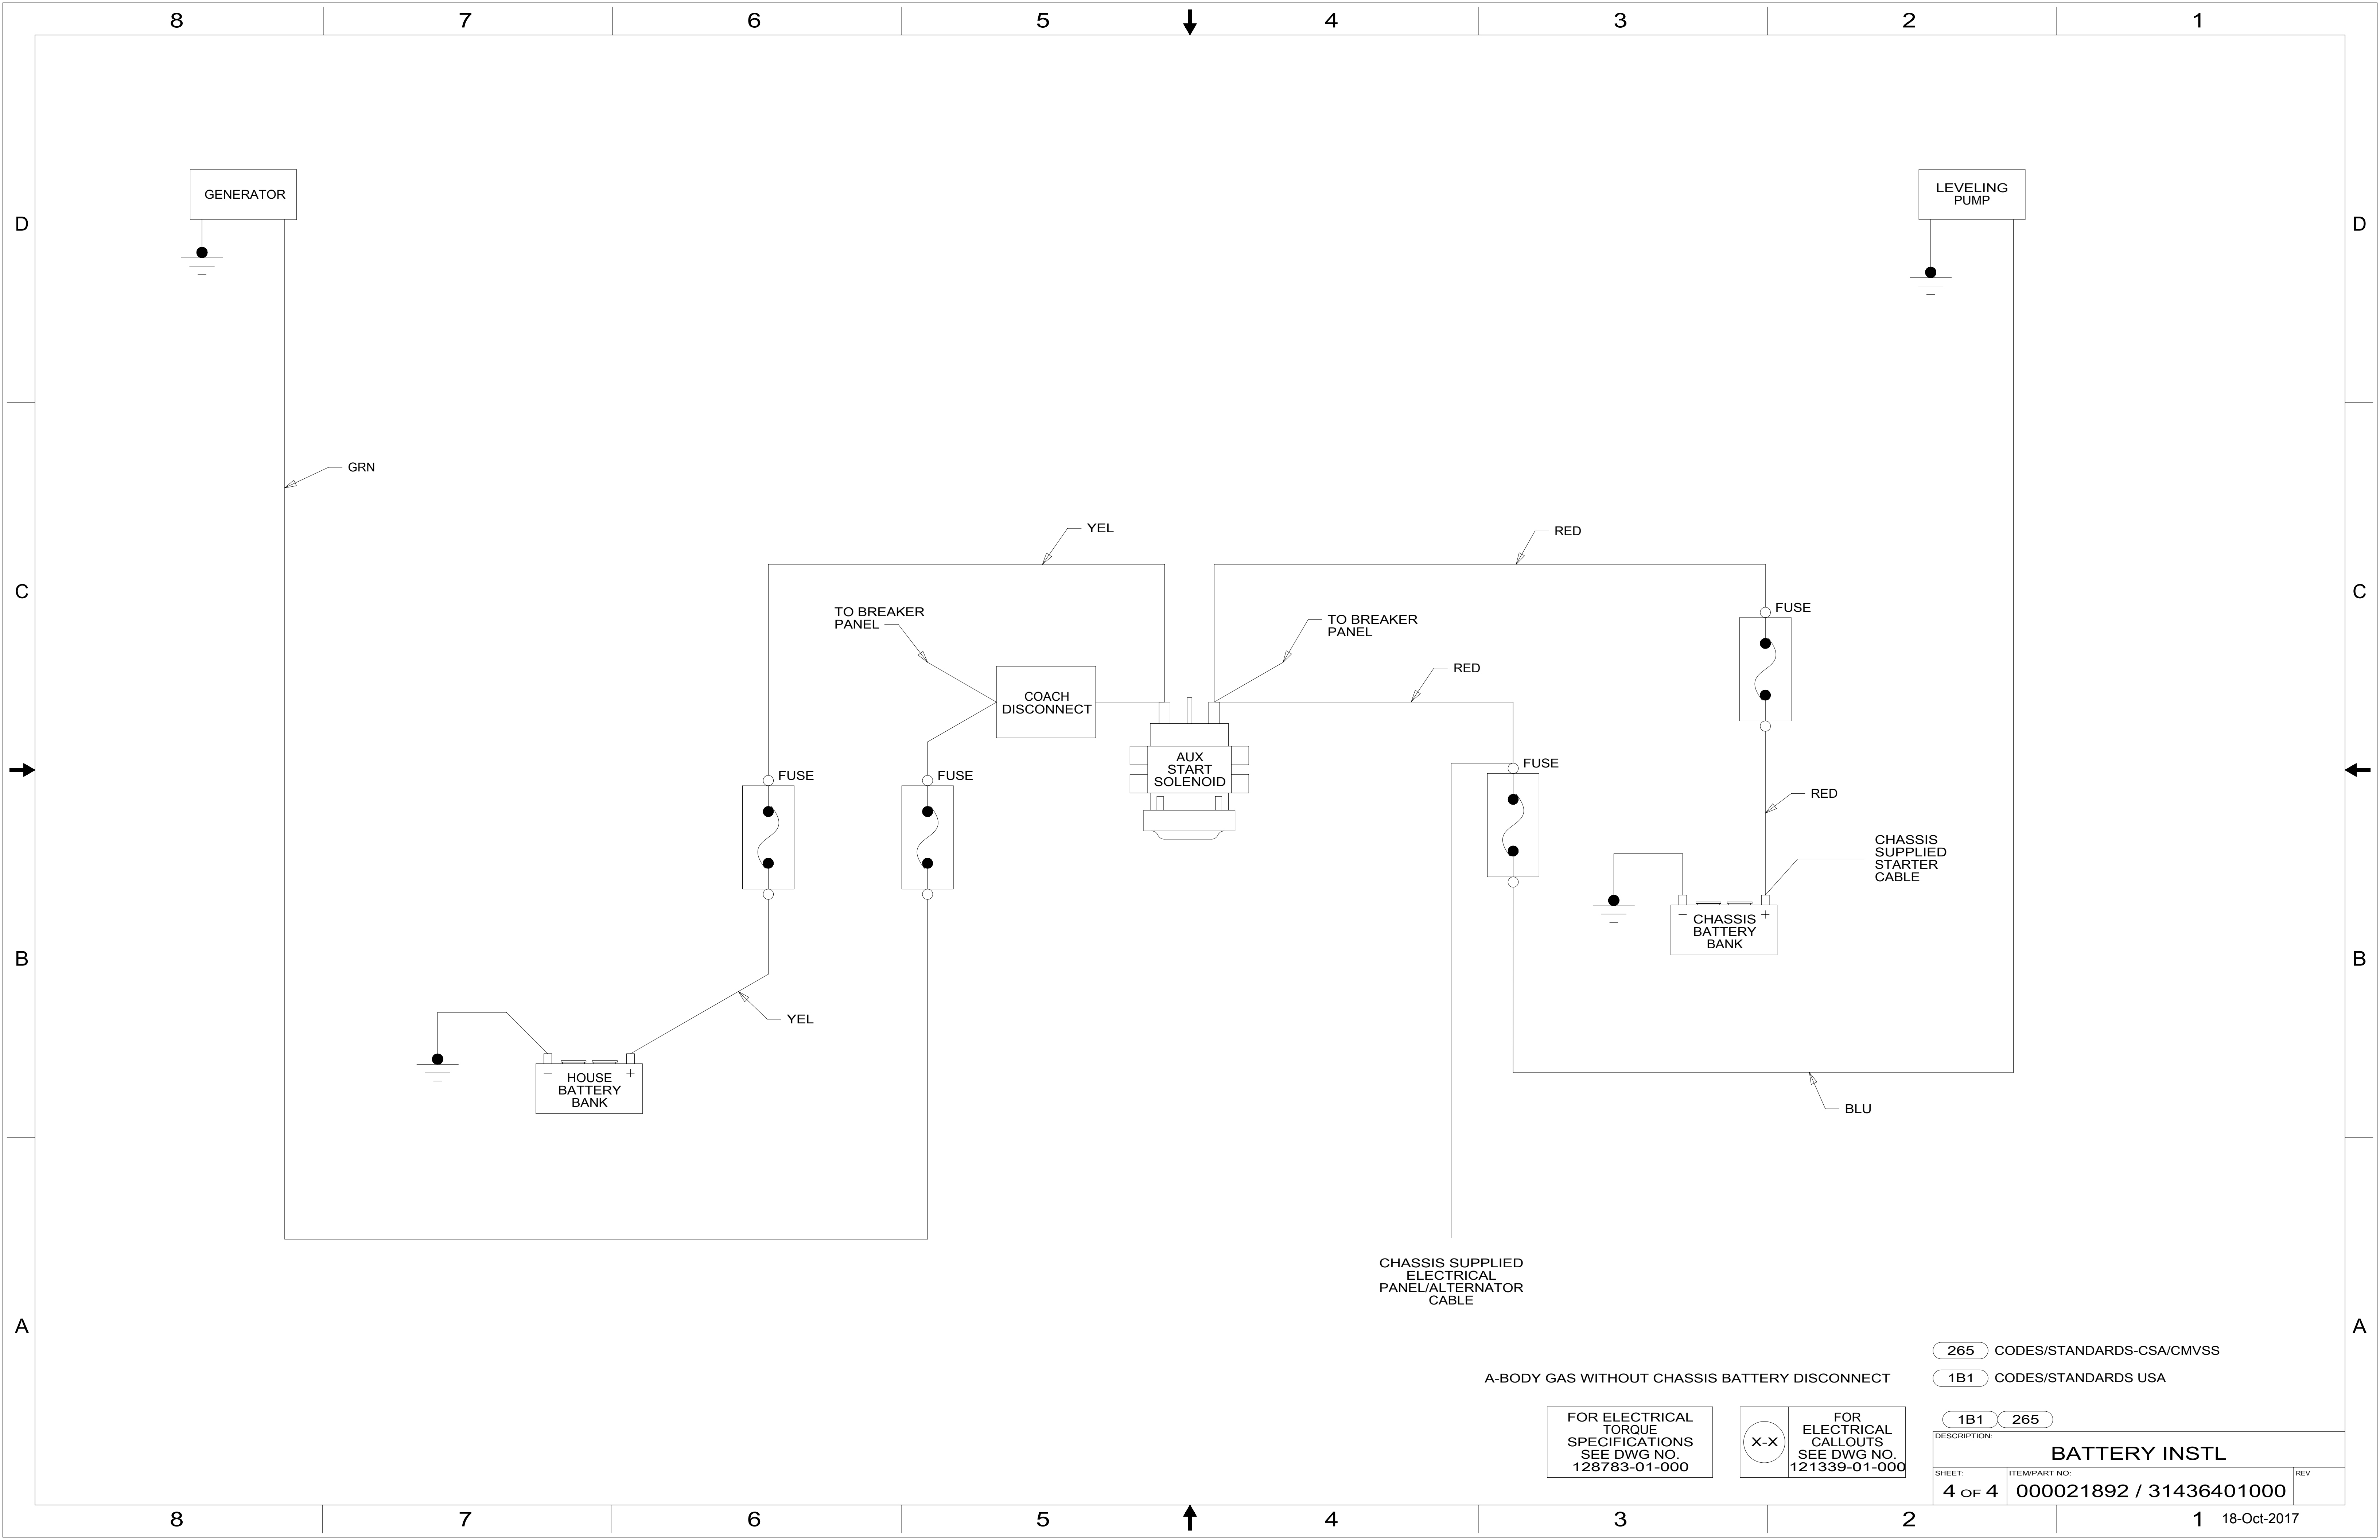 8 7 6 5 4 3 2 1
GENERATOR
LEVELING
PUMP
D D
GRN
YEL
RED
C C
TO BREAKER
PANEL
TO BREAKER
PANEL
FUSE
RED
COACH
DISCONNECT
AUX
START
SOLENOID
FUSE
FUSE
FUSE
RED
CHASSIS
SUPPLIED
STARTER
CABLE
- +
CHASSIS
BATTERY
BANK
B B
YEL
- +
HOUSE
BATTERY
BANK
BLU
CHASSIS SUPPLIED
ELECTRICAL
PANEL/ALTERNATOR
CABLE
A A
265 CODES/STANDARDS-CSA/CMVSS
A-BODY GAS WITHOUT CHASSIS BATTERY DISCONNECT
1B1 CODES/STANDARDS USA
FOR ELECTRICAL
TORQUE
SPECIFICATIONS
SEE DWG NO.
128783-01-000
X-X
FOR
ELECTRICAL
CALLOUTS
SEE DWG NO.
121339-01-000
1B1 265
DESCRIPTION:
BATTERY INSTL
SHEET:
4 OF 4
ITEM/PART NO:
000021892 / 31436401000
REV
8 7 6 5 4 3 2 1
18-Oct-2017